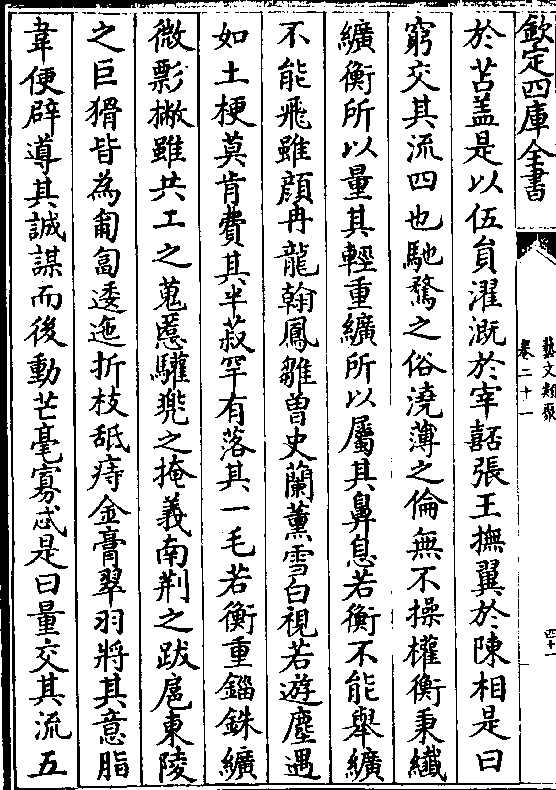 欽定四庫全書
藝文類聚
卷二十一
四十一
於苫盖是以伍員濯溉於宰嚭張王撫翼於陳相是曰
窮交其流四也馳騖之俗澆薄之倫無不操權衡秉纖
纊衡所以量其輕重纊所以屬其鼻息若衡不能舉纊
不能飛雖顔冉龍翰鳳雛曽史蘭薰雪白視若遊塵遇
如土梗莫肯費其半菽罕有落其一毛若衡重錙銖纊
微影撇雖共工之蒐慝驩兠之掩義南荆之跋扈東陵
之巨猾皆為匍匐逶迤折枝舐痔金膏翠羽將其意脂
韋便辟導其誠謀而後動芒毫寡忒是曰量交其流五